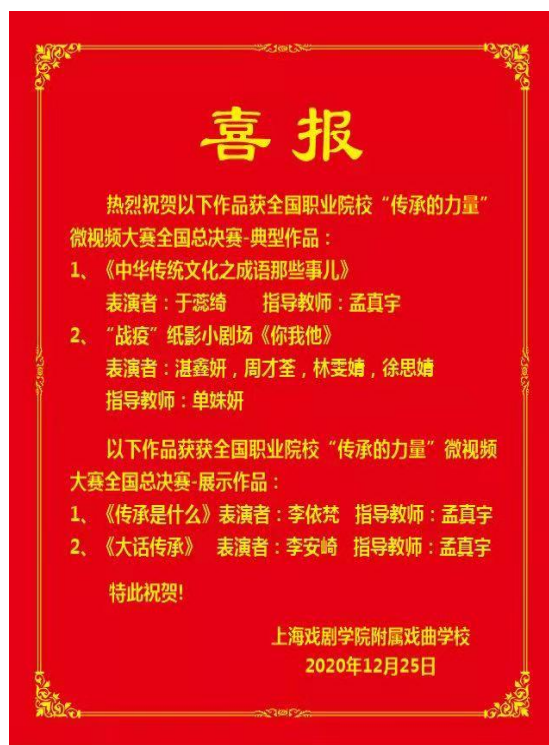 喜报
热烈祝贺以下作品获全国职业院校“传承的力量”
微视频大赛全国总决赛-典型作品：
1、《中华传统文化之成语那些事儿》
表演者：于蕊绮 指导教师：孟真宇
2、“战疫”纸影小剧场《你我他》
表演者：湛鑫妍，周才荃，林雯婧，徐思婧
指导教师：单姝妍
以下作品获获全国职业院校“传承的力量”微视频
大赛全国总决赛-展示作品：
1、《传承是什么》表演者：李依梵 指导教师：孟真宇
2、《大话传承》 表演者：李安崎 指导教师：孟真宇
特此祝贺!
上海戏剧学院附属戏曲学校
2020年12月25日